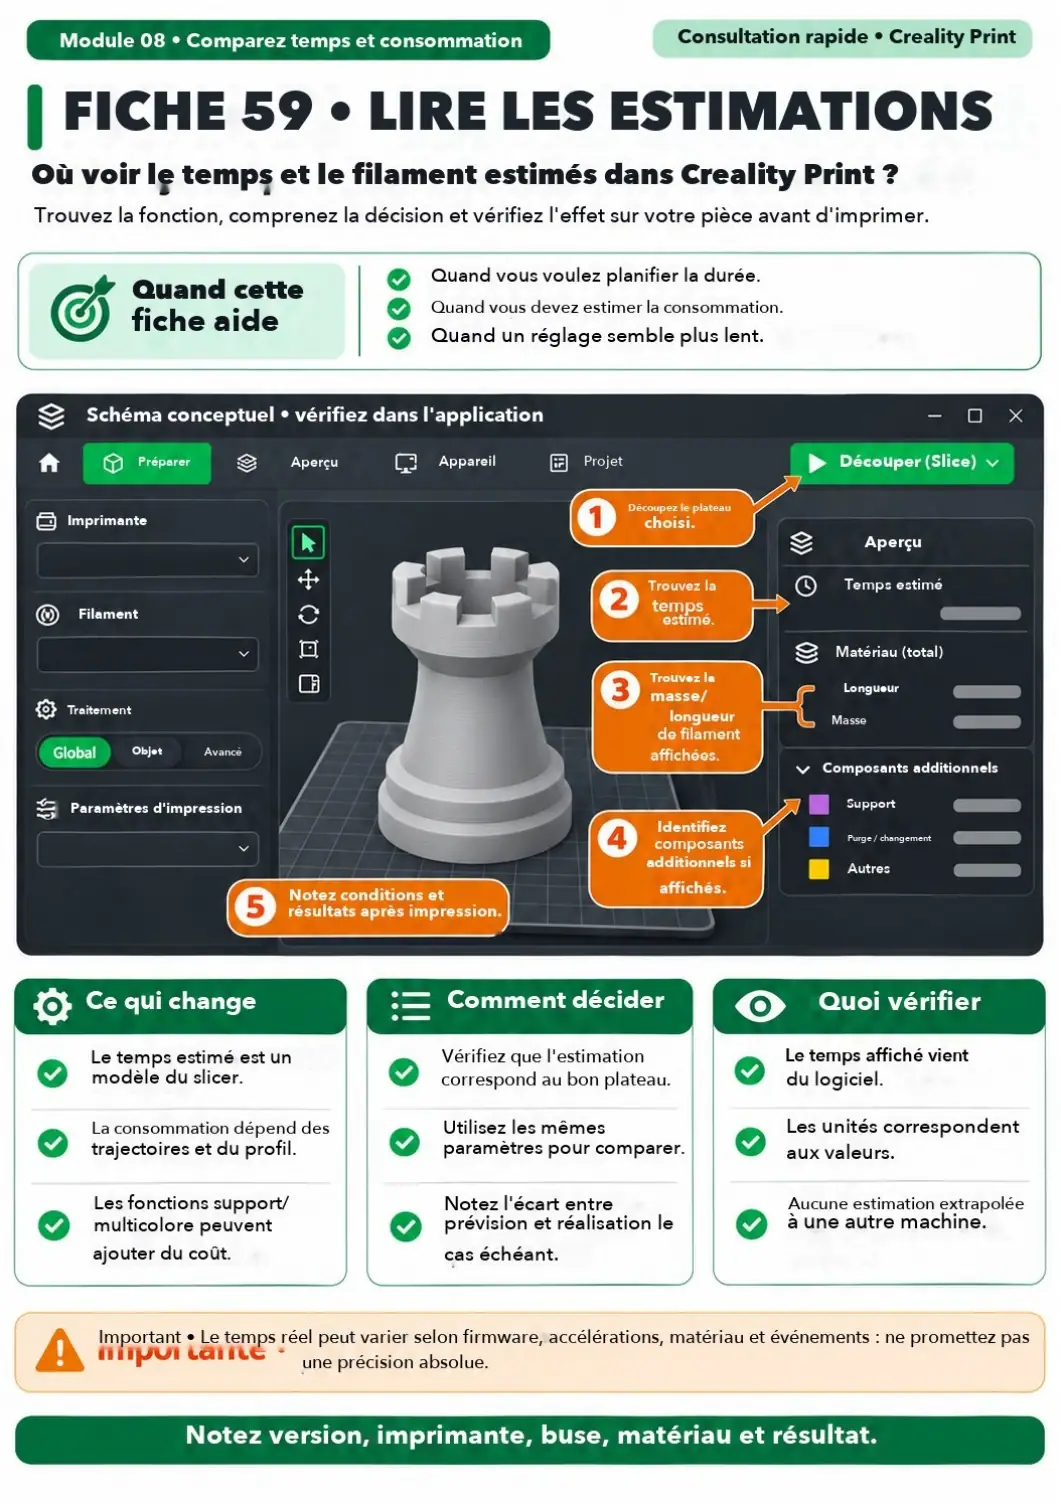 Module 08 • Comparez temps et consommation
Consultation rapide • Creality Print
FICHE 59 • LIRE LES ESTIMATIONS
Où voir le temps et le filament estimés dans Creality Print ?
Trouvez la fonction, comprenez la décision et vérifiez l'effet sur votre pièce avant d'imprimer.
Quand cette
fiche aide
Quand vous voulez planifier la durée.
Quand vous devez estimer la consommation.
Quand un réglage semble plus lent.
Schéma conceptuel • vérifiez dans l'application
Préparer
Aperçu
Appareil
Projet
Découper (Slice)
Imprimante
Filament
Traitement
Global
Objet
Avancé
Paramètres d'impression
1
Découpez le plateau
choisi.
2
Trouvez la
temps
estimé.
3
Trouvez la
masse/
longueur
de filament
affichées.
4
Identifiez
composants
additionnels si
affichés.
5
Notez conditions et
résultats après impression.
Aperçu
Temps estimé
Matériau (total)
Longueur
Masse
Composants additionnels
Support
Purge / changement
Autres
Ce qui change
Le temps estimé est un
modèle du slicer.
La consommation dépend des
trajectoires et du profil.
Les fonctions support/
multicolore peuvent
ajouter du coût.
Comment décider
Vérifiez que l'estimation
correspond au bon plateau.
Utilisez les mêmes
paramètres pour comparer.
Notez l'écart entre
prévision et réalisation le
cas échéant.
Quoi vérifier
Le temps affiché vient
du logiciel.
Les unités correspondent
aux valeurs.
Aucune estimation extrapolée
à une autre machine.
Important • Le temps réel peut varier selon firmware, accélérations, matériau et événements : ne promettez pas
importante
une précision absolue.
Notez version, imprimante, buse, matériau et résultat.